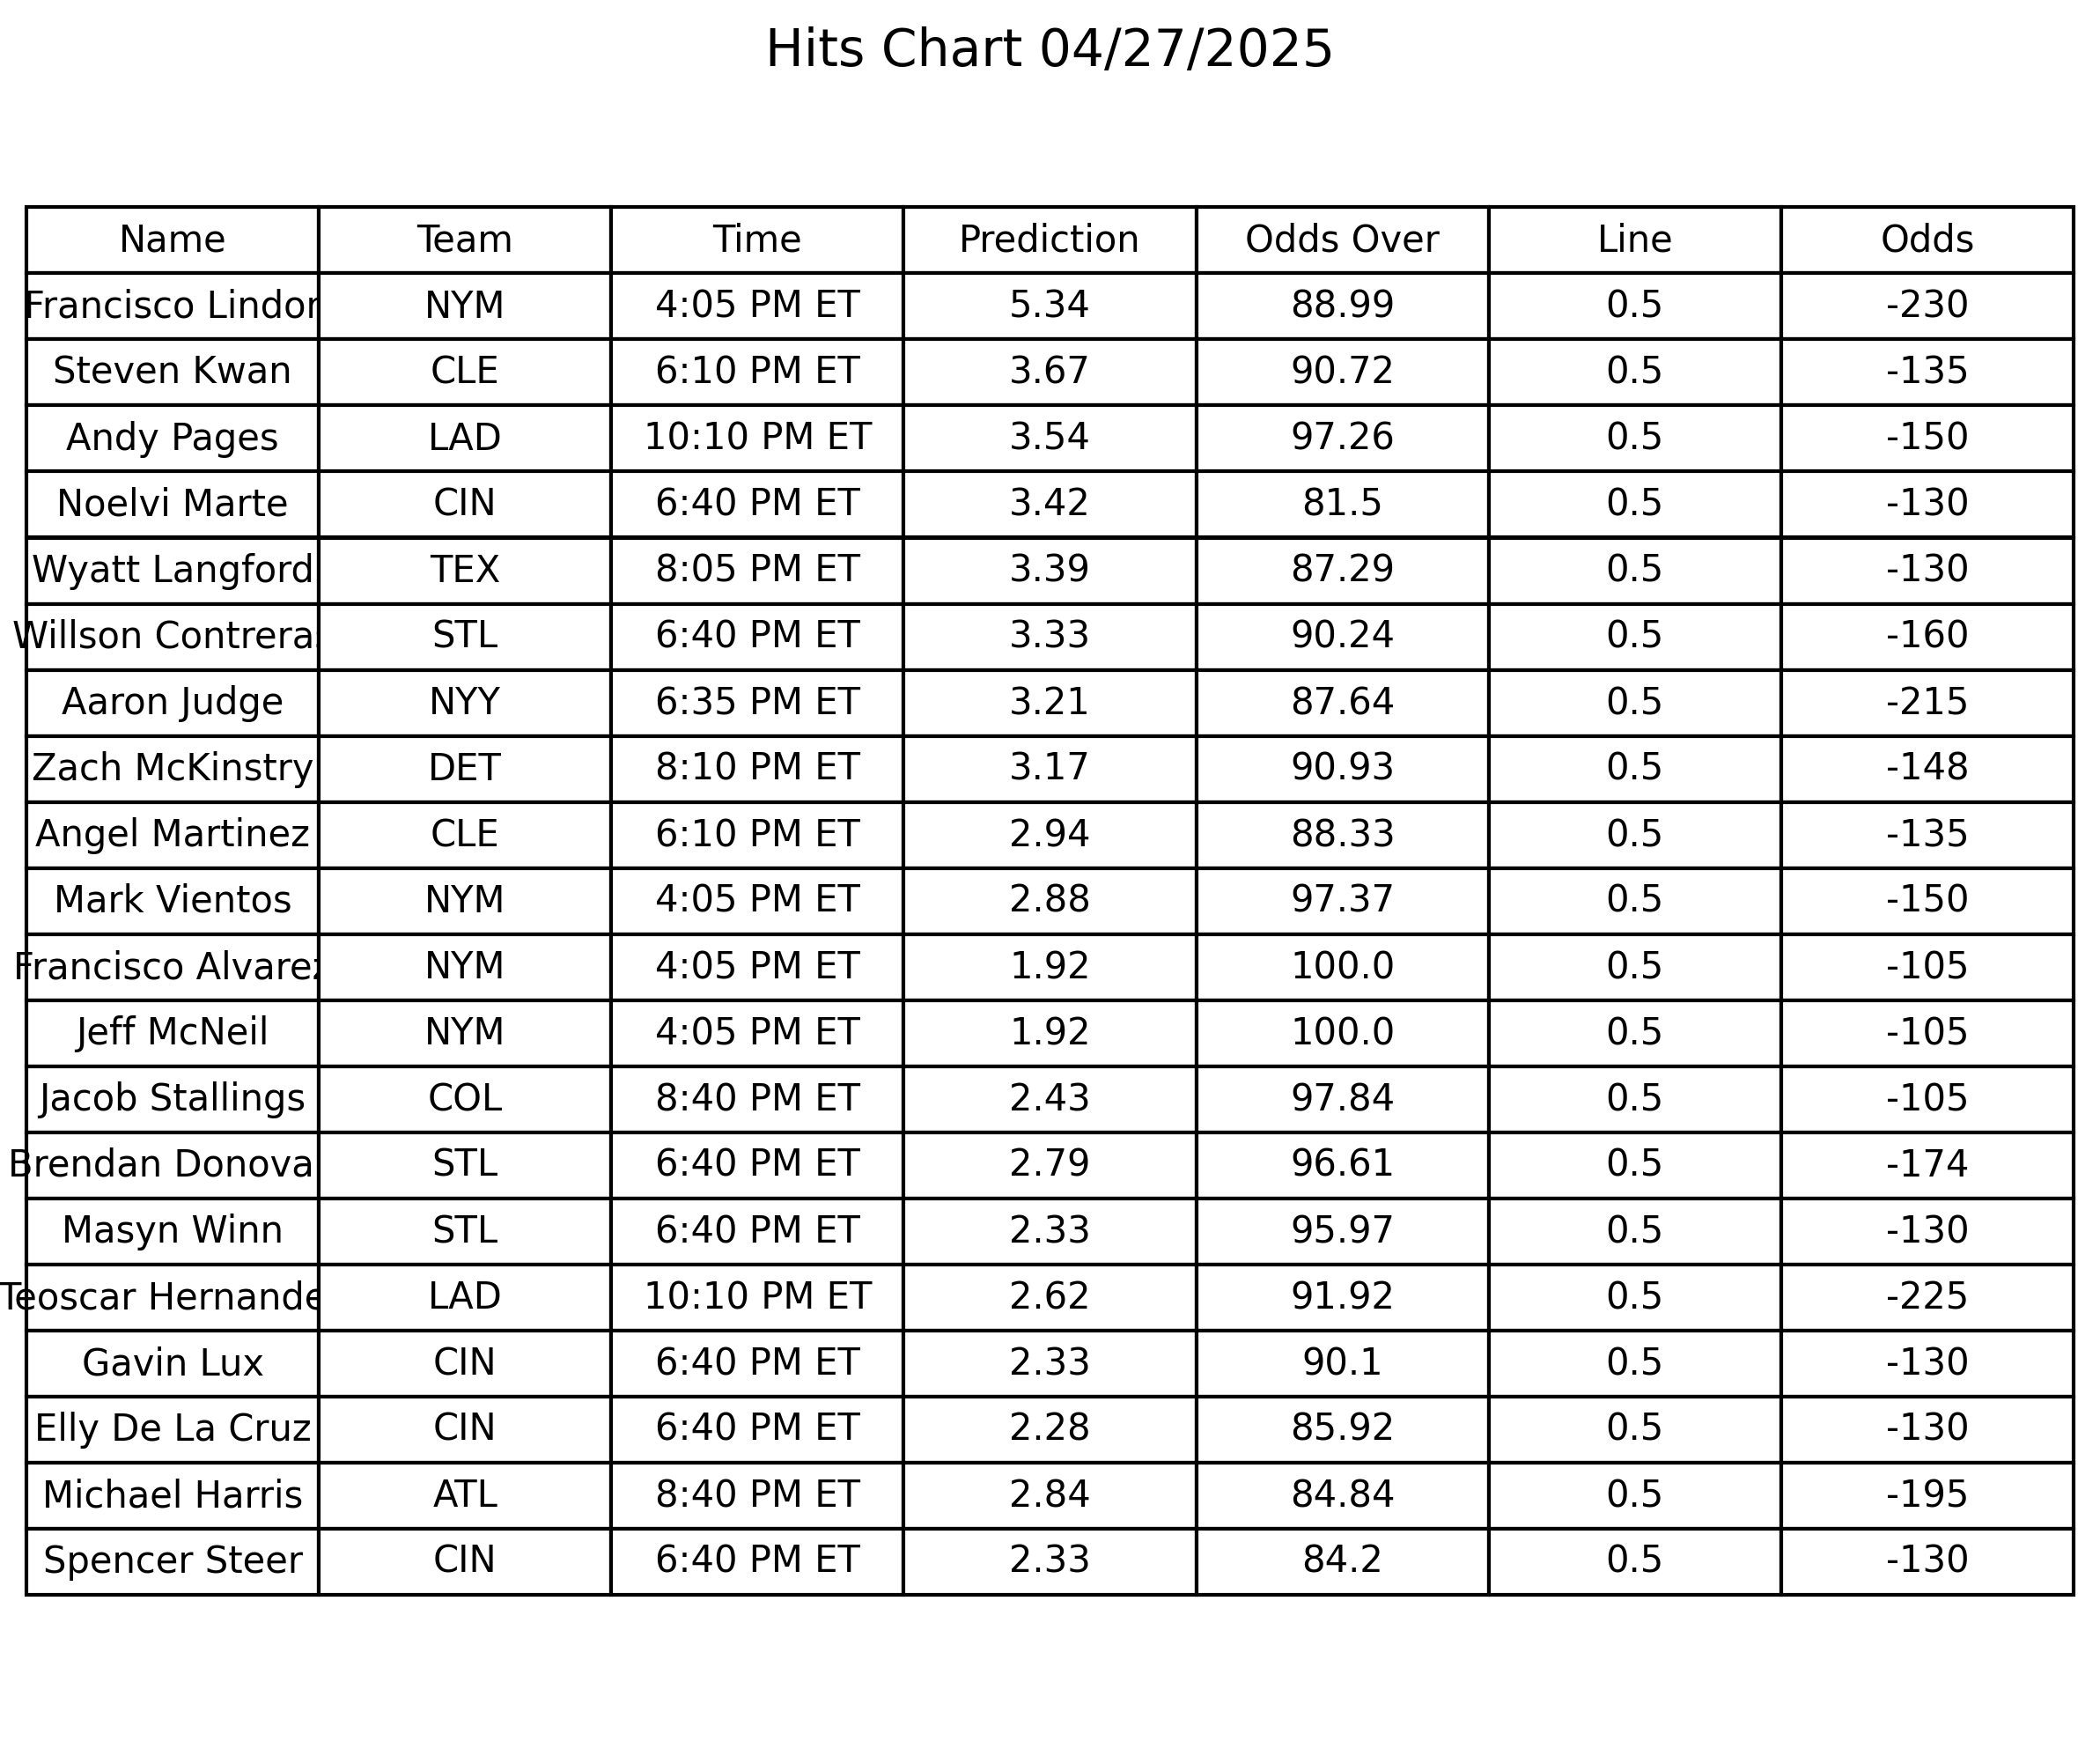 Hits Chart 04/27/2025
Name Team Time Prediction Odds Over Line Odds
Francisco Lindor NYM 4:05 PM ET 5.34 88.99 0.5 -230
Steven Kwan CLE 6:10 PM ET 3.67 90.72 0.5 -135
Andy Pages LAD 10:10 PM ET 3.54 97.26 0.5 -150
Noelvi Marte CIN 6:40 PM ET 3.42 81.5 0.5 -130
Wyatt Langford TEX 8:05 PM ET 3.39 87.29 0.5 -130
Willson Contreras STL 6:40 PM ET 3.33 90.24 0.5 -160
Aaron Judge NYY 6:35 PM ET 3.21 87.64 0.5 -215
Zach McKinstry DET 8:10 PM ET 3.17 90.93 0.5 -148
Angel Martinez CLE 6:10 PM ET 2.94 88.33 0.5 -135
Mark Vientos NYM 4:05 PM ET 2.88 97.37 0.5 -150
Francisco Alvarez NYM 4:05 PM ET 1.92 100.0 0.5 -105
Jeff McNeil NYM 4:05 PM ET 1.92 100.0 0.5 -105
Jacob Stallings COL 8:40 PM ET 2.43 97.84 0.5 -105
Brendan Donova STL 6:40 PM ET 2.79 96.61 0.5 -174
Masyn Winn STL 6:40 PM ET 2.33 95.97 0.5 -130
Teoscar Hernande LAD 10:10 PM ET 2.62 91.92 0.5 -225
Gavin Lux CIN 6:40 PM ET 2.33 90.1 0.5 -130
Elly De La Cruz CIN 6:40 PM ET 2.28 85.92 0.5 -130
Michael Harris ATL 8:40 PM ET 2.84 84.84 0.5 -195
Spencer Steer CIN 6:40 PM ET 2.33 84.2 0.5 -130